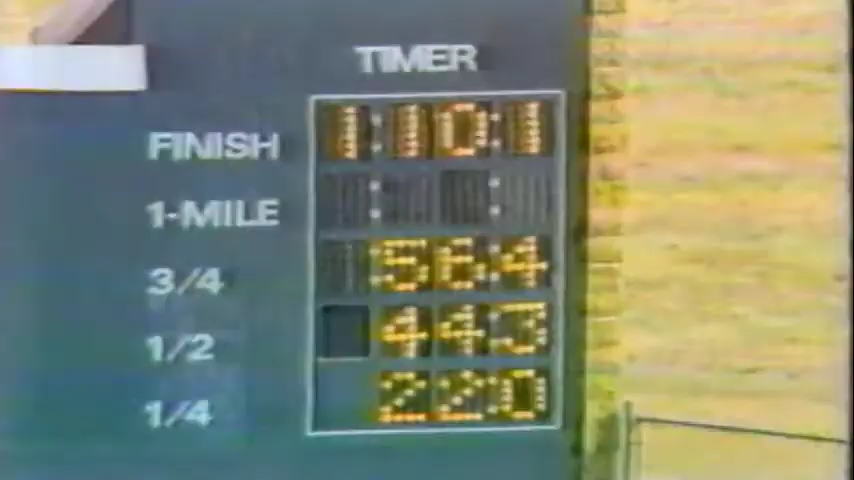 TIMER
FINISH 1:10:1
1-MILE : :
3/4 :56:4
1/2 44:3
1/4 22:0